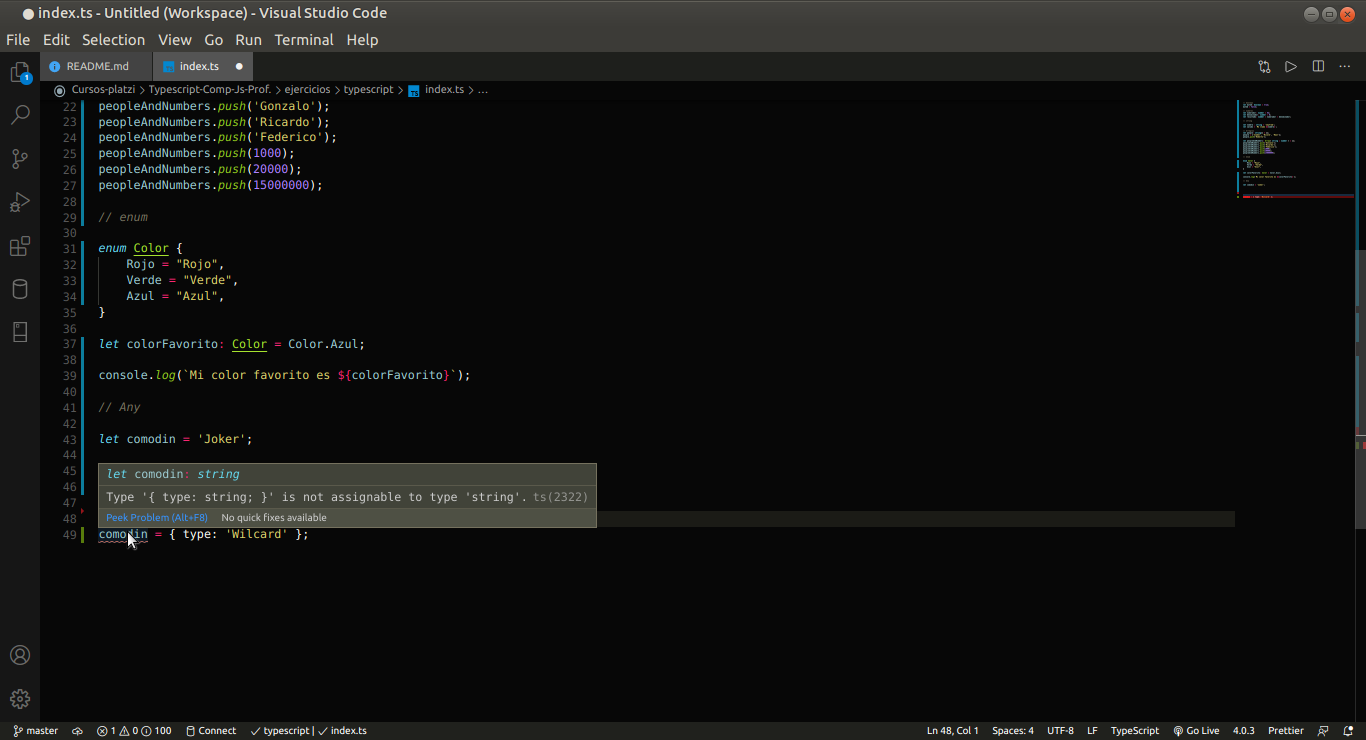 index.ts - Untitled (Workspace) - Visual Studio Code
File Edit Selection View Go Run Terminal Help
1
README.md index.ts
Cursos-platzi > Typescript-Comp-Js-Prof. > ejercicios > typescript > TS index.ts > ...
22 peopleAndNumbers.push('Gonzalo');
23 peopleAndNumbers.push('Ricardo');
24 peopleAndNumbers.push('Federico');
25 peopleAndNumbers.push(1000);
26 peopleAndNumbers.push(20000);
27 peopleAndNumbers.push(15000000);
28
29 // enum
30
31 enum Color {
32 Rojo = "Rojo",
33 Verde = "Verde",
34 Azul = "Azul",
35 }
36
37 let colorFavorito: Color = Color.Azul;
38
39 console.log(`Mi color favorito es ${colorFavorito}`);
40
41 // Any
42
43 let comodin = 'Joker';
44
45 let comodin: string
46
Type '{ type: string; }' is not assignable to type 'string'. ts(2322)
47
48 Peek Problem (Alt+F8) No quick fixes available
49 comodin = { type: 'Wilcard' };
master 1 0 100 Connect typescript | index.ts Ln 48, Col 1 Spaces: 4 UTF-8 LF TypeScript Go Live 4.0.3 Prettier